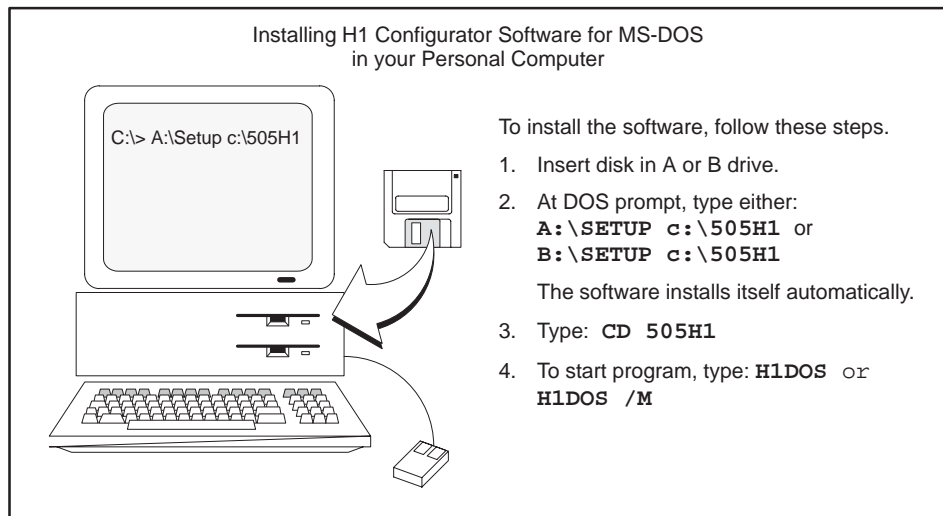 Installing H1 Configurator Software for MS-DOS
in your Personal Computer
C:\> A:\Setup c:\505H1
To install the software, follow these steps.
1. Insert disk in A or B drive.
2. At DOS prompt, type either:
A:\SETUP c:\505H1 or
B:\SETUP c:\505H1
The software installs itself automatically.
3. Type: CD 505H1
4. To start program, type: H1DOS or
H1DOS /M